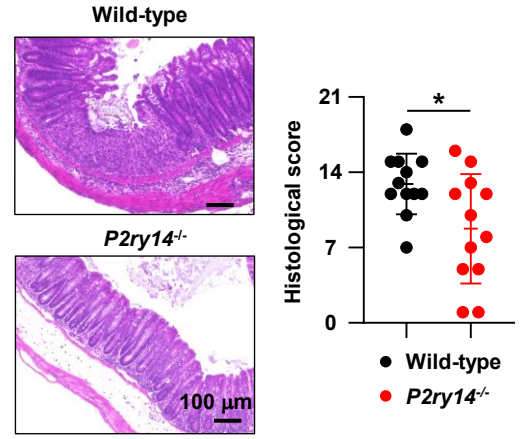 Wild-type
P2ry14-/-
100 μm
Histological score
21
14
7
0
*
Wild-type
P2ry14-/-